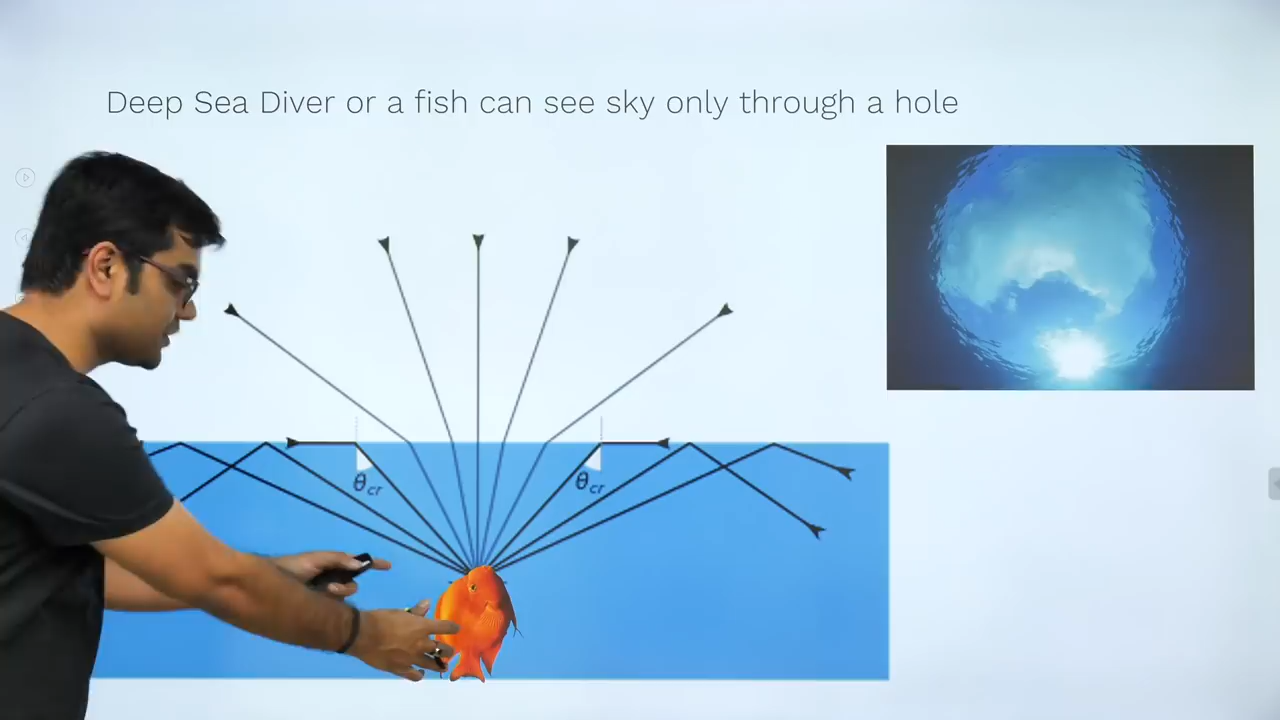 Deep Sea Diver or a fish can see sky only through a hole
θcr
θcr